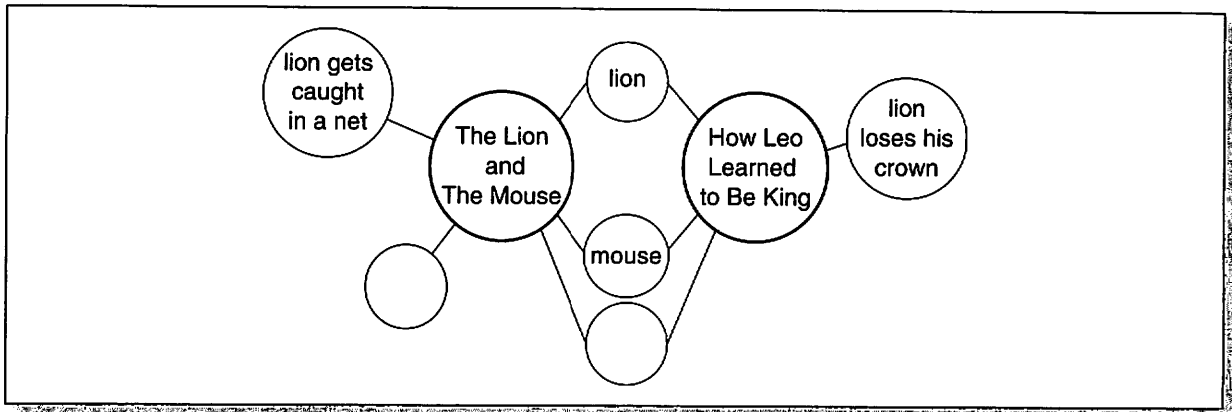 lion gets
caught
in a net
The Lion
and
The Mouse
lion
mouse
How Leo
Learned
to Be King
lion
loses his
crown